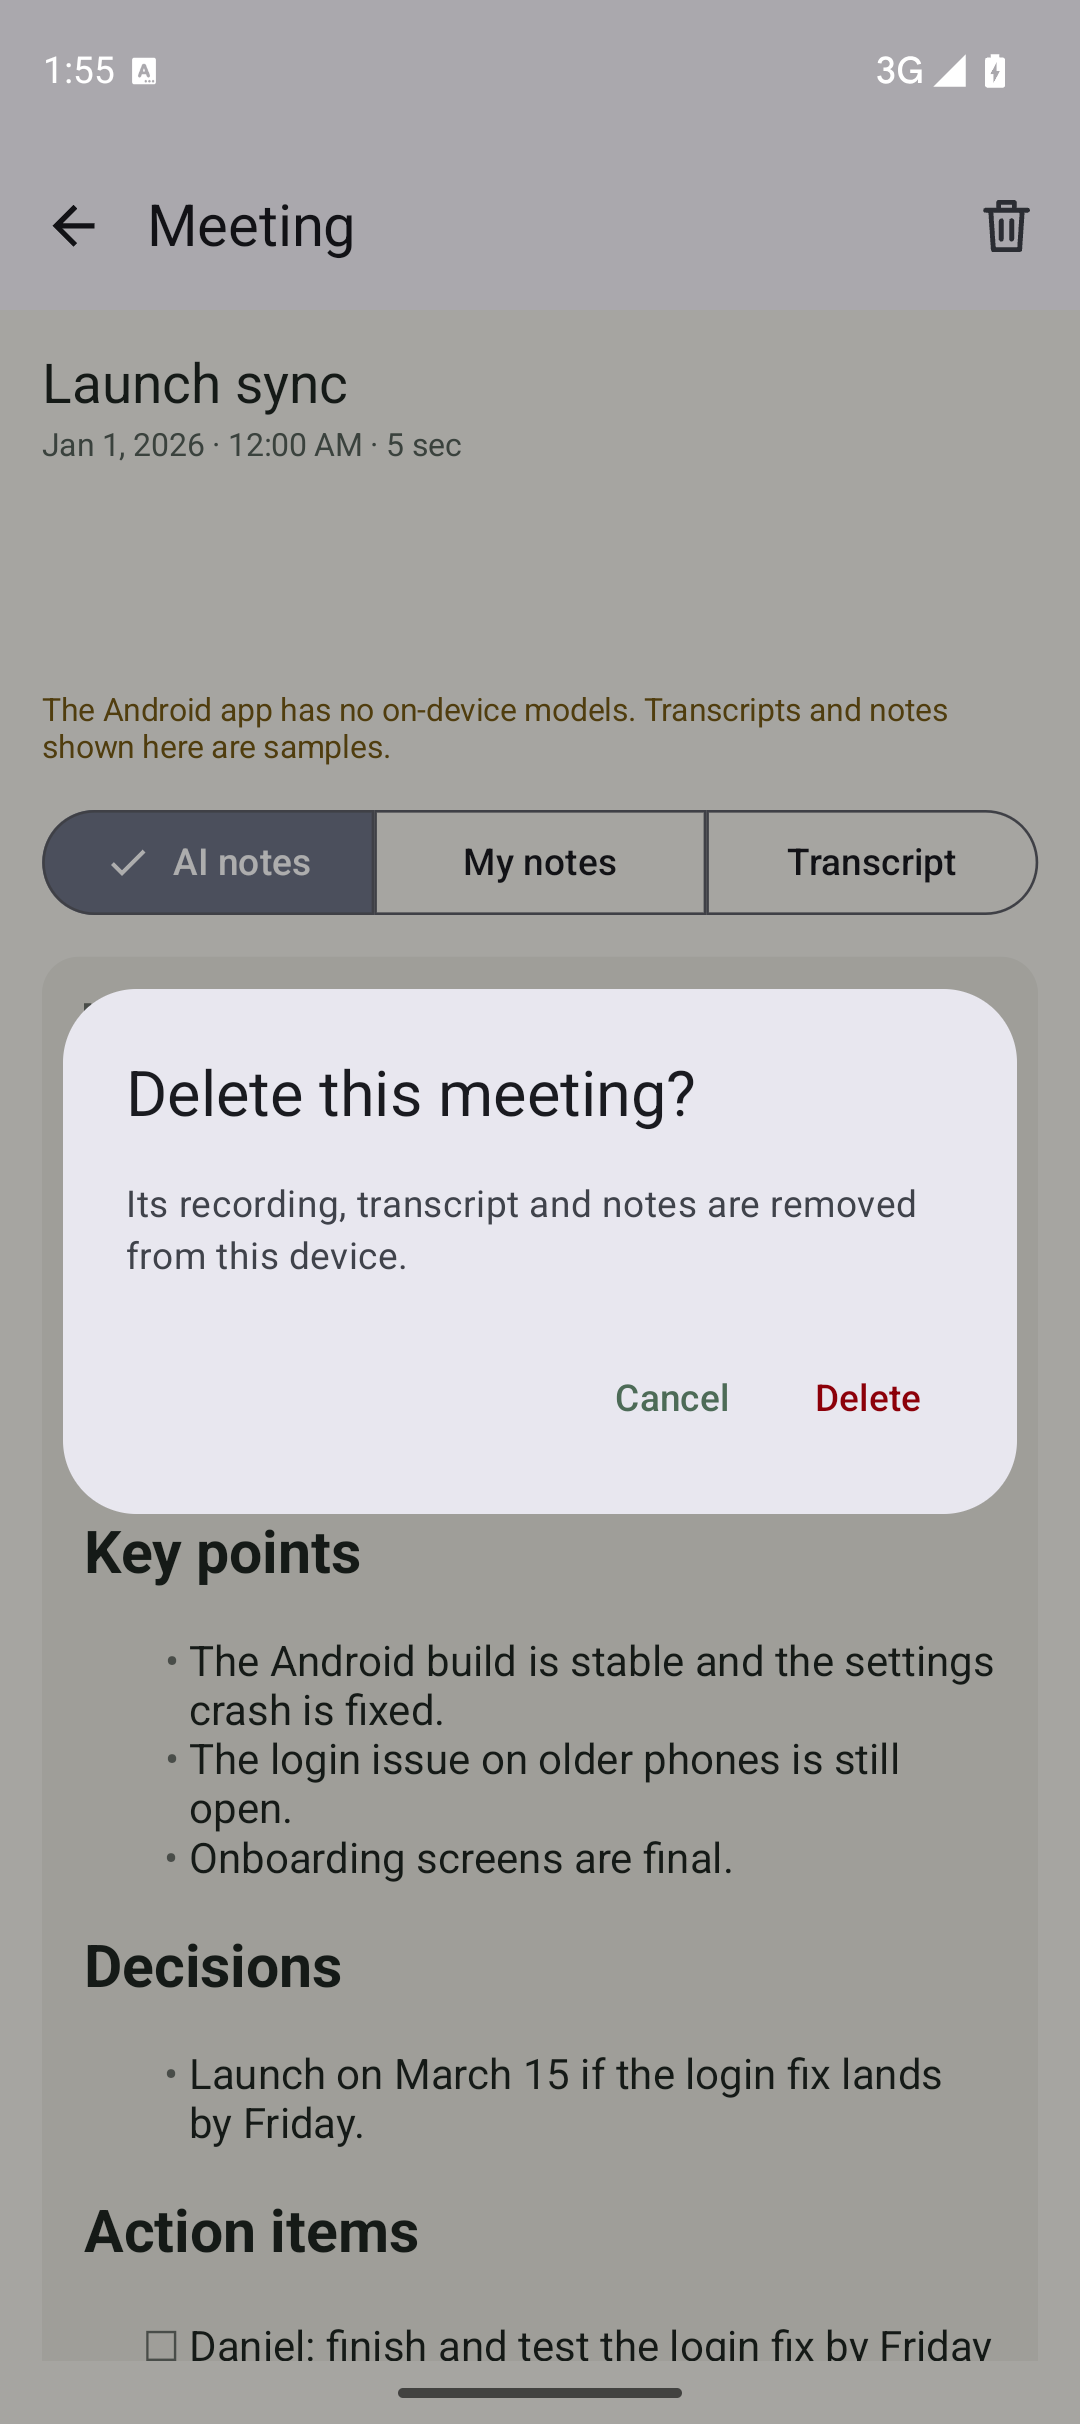 1:55
3G
Meeting
Launch sync
Jan 1, 2026 · 12:00 AM · 5 sec
The Android app has no on-device models. Transcripts and notes
shown here are samples.
AI notes
My notes
Transcript
Delete this meeting?
Its recording, transcript and notes are removed
from this device.
Cancel
Delete
Key points
• The Android build is stable and the settings
crash is fixed.
• The login issue on older phones is still
open.
• Onboarding screens are final.
Decisions
• Launch on March 15 if the login fix lands
by Friday.
Action items
☐ Daniel: finish and test the login fix by Friday